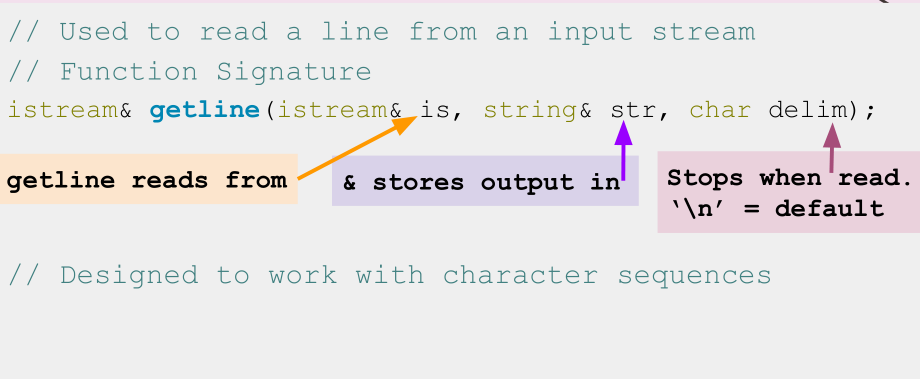 // Used to read a line from an input stream
// Function Signature
istream& getline(istream& is, string& str, char delim);
getline reads from
& stores output in
Stops when read.
‘\n’ = default
// Designed to work with character sequences